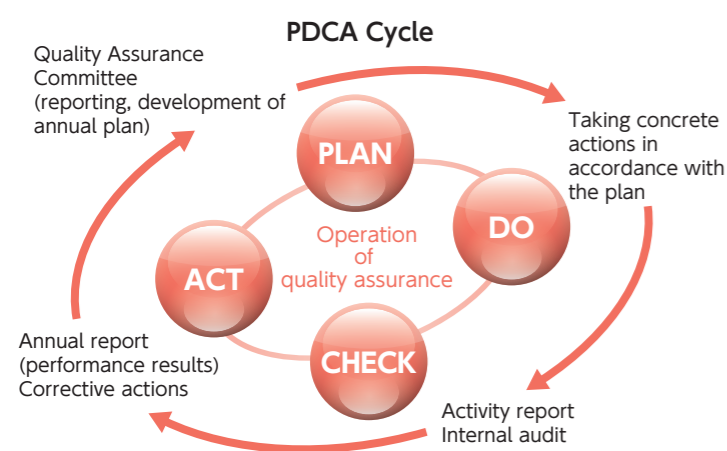 PDCA Cycle
Quality Assurance
Committee
(reporting, development of
annual plan)
PLAN
Taking concrete
actions in
accordance with
the plan
DO
Operation
of
quality assurance
ACT
CHECK
Annual report
(performance results)
Corrective actions
Activity report
Internal audit